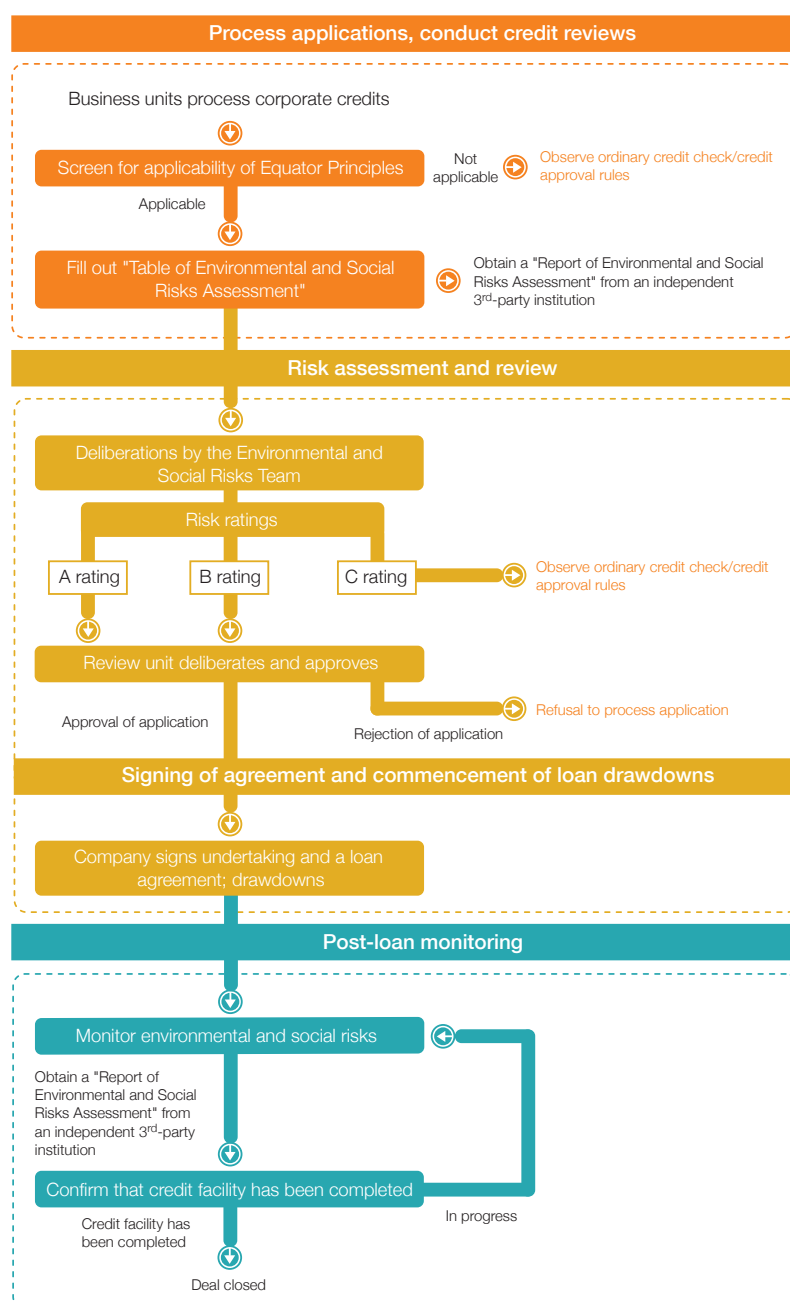 Process applications, conduct credit reviews
Business units process corporate credits
Screen for applicability of Equator Principles
Not
applicable
Observe ordinary credit check/credit
approval rules
Applicable
Fill out "Table of Environmental and Social
Risks Assessment"
Obtain a "Report of Environmental and Social
Risks Assessment" from an independent
3rd-party institution
Risk assessment and review
Deliberations by the Environmental and
Social Risks Team
Risk ratings
A rating
B rating
C rating
Observe ordinary credit check/credit
approval rules
Review unit deliberates and approves
Approval of application
Rejection of application
Refusal to process application
Signing of agreement and commencement of loan drawdowns
Company signs undertaking and a loan
agreement; drawdowns
Post-loan monitoring
Monitor environmental and social risks
Obtain a "Report of
Environmental and Social
Risks Assessment" from
an independent 3rd-party
institution
Confirm that credit facility has been completed
Credit facility has
been completed
In progress
Deal closed